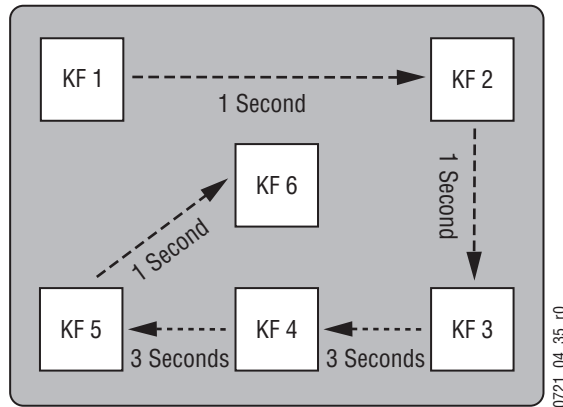 KF 1
1 Second
KF 2
1 Second
KF 6
1 Second
KF 5
3 Seconds
KF 4
3 Seconds
KF 3
0721_04_35_r0